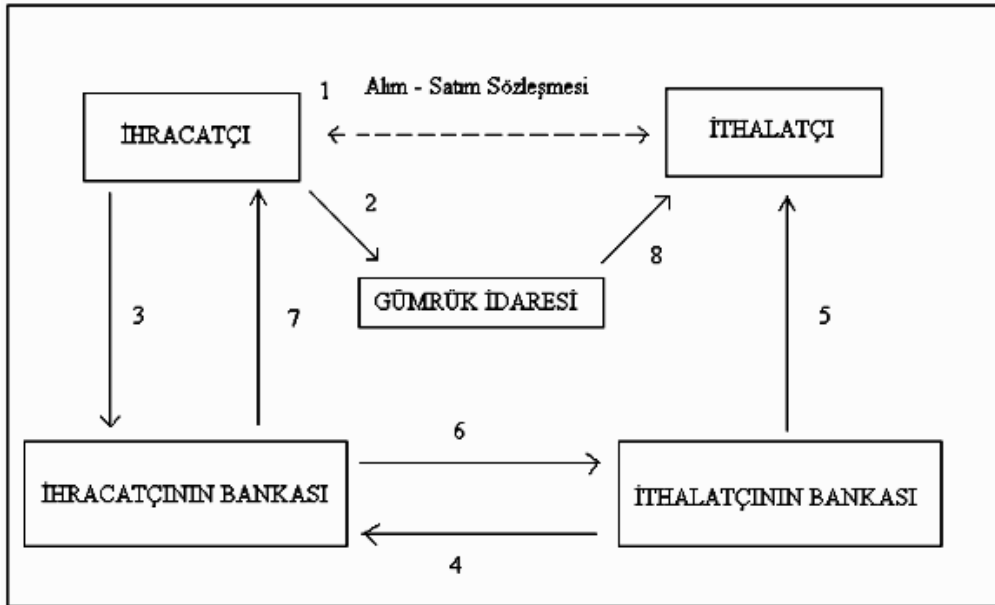 1 Alım - Satım Sözleşmesi
İHRACATÇI
İTHALATÇI
2
8
GÜMRÜK İDARESİ
3
7
5
6
İHRACATÇININ BANKASI
İTHALATÇININ BANKASI
4